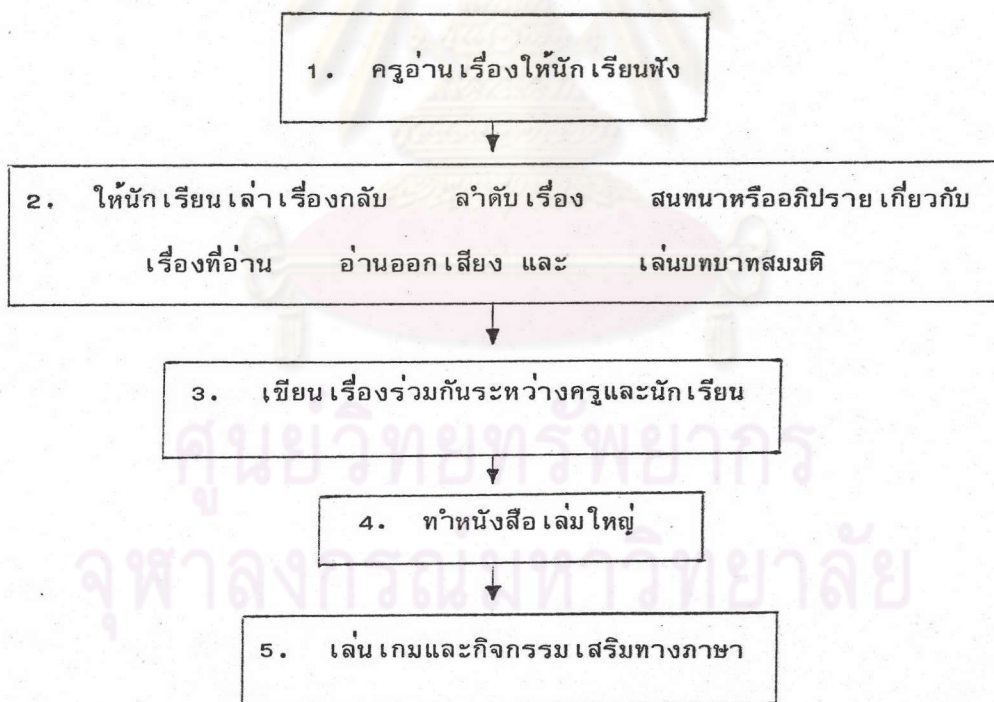 1. ครูอ่านเรื่องให้นักเรียนฟัง
2. ให้นักเรียนเล่าเรื่องกลับ ลำดับเรื่อง สนทนาหรืออภิปรายเกี่ยวกับ
เรื่องที่อ่าน อ่านออกเสียง และ เล่นบทบาทสมมติ
3. เขียนเรื่องร่วมกันระหว่างครูและนักเรียน
ศูนย์วิทยทรัพยากร
4. ทำหนังสือเล่มใหญ่
จุฬาลงกรณ์มหาวิทยาลัย
5. เล่นเกมและกิจกรรมเสริมทางภาษา